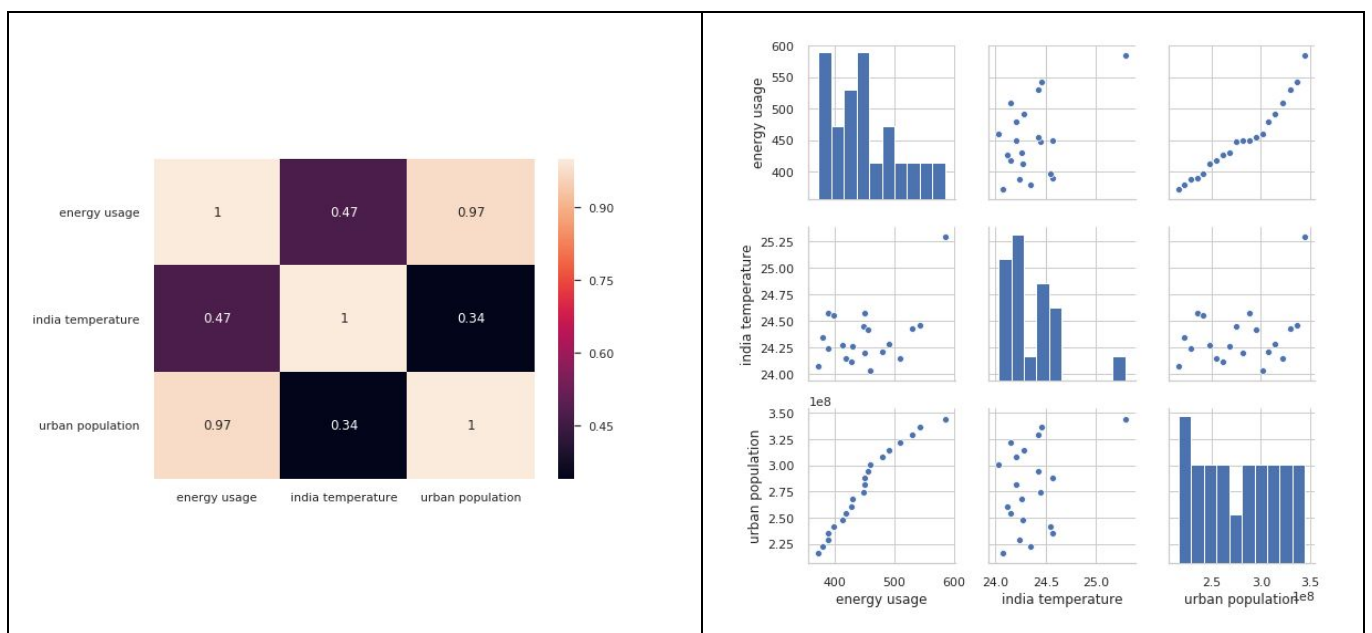 energy usage
1
0.47
0.97
0.90
0.75
india temperature
0.47
1
0.34
0.60
urban population
0.97
0.34
1
0.45
energy usage
india temperature
urban population
energy usage
600
550
500
450
400
india temperature
25.25
25.00
24.75
24.50
24.25
24.00
urban population
1e8
3.50
3.25
3.00
2.75
2.50
2.25
400 500 600
energy usage
24.0 24.5 25.0
india temperature
2.5 3.0 3.5
urban population
1e8